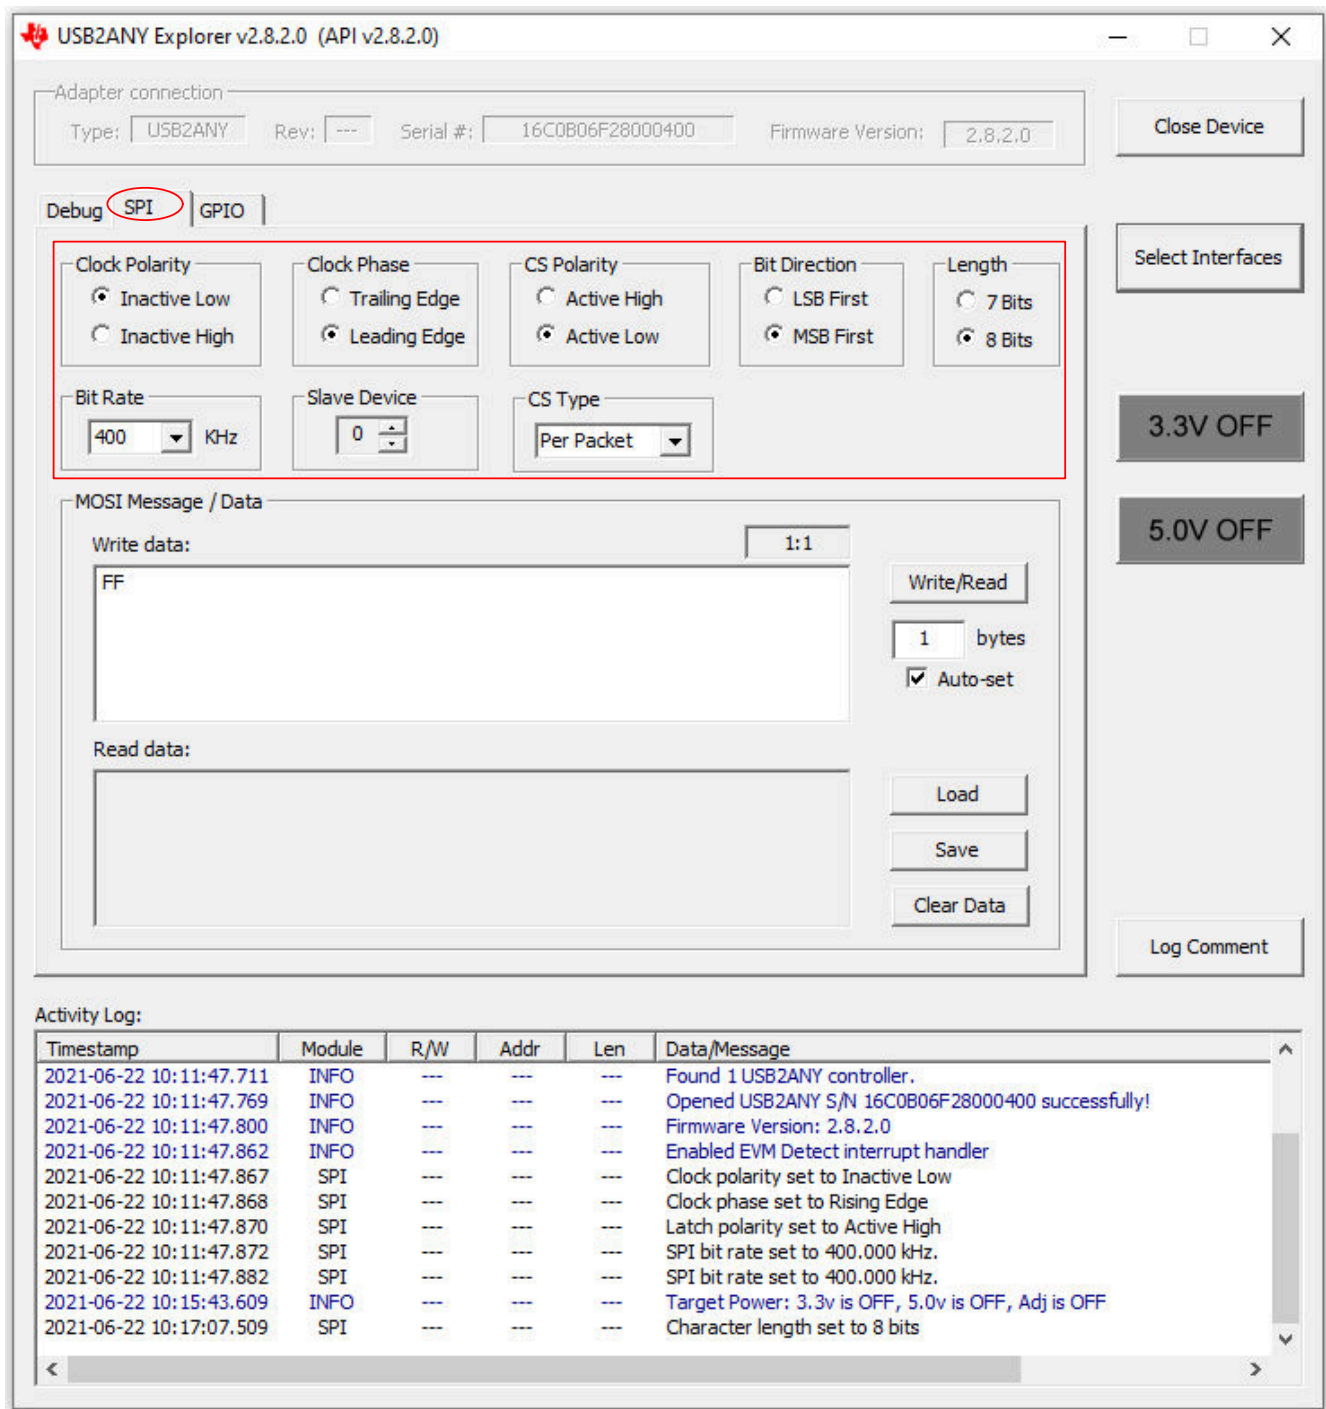 USB2ANY Explorer v2.8.2.0 (API v2.8.2.0)
Adapter connection
Type: USB2ANY Rev: --- Serial #: 16C0B06F28000400 Firmware Version: 2.8.2.0
Close Device
Debug SPI GPIO
Select Interfaces
Clock Polarity Clock Phase CS Polarity Bit Direction Length
Inactive Low Trailing Edge Active High LSB First 7 Bits
Inactive High Leading Edge Active Low MSB First 8 Bits
Bit Rate Slave Device CS Type
400 KHz 0 Per Packet
3.3V OFF
5.0V OFF
MOSI Message / Data
Write data: 1:1
FF
Write/Read
1 bytes
Auto-set
Read data:
Load
Save
Clear Data
Log Comment
Activity Log:
Timestamp Module R/W Addr Len Data/Message
2021-06-22 10:11:47.711 INFO --- --- --- Found 1 USB2ANY controller.
2021-06-22 10:11:47.769 INFO --- --- --- Opened USB2ANY S/N 16C0B06F28000400 successfully!
2021-06-22 10:11:47.800 INFO --- --- --- Firmware Version: 2.8.2.0
2021-06-22 10:11:47.862 INFO --- --- --- Enabled EVM Detect interrupt handler
2021-06-22 10:11:47.867 SPI --- --- --- Clock polarity set to Inactive Low
2021-06-22 10:11:47.868 SPI --- --- --- Clock phase set to Rising Edge
2021-06-22 10:11:47.870 SPI --- --- --- Latch polarity set to Active High
2021-06-22 10:11:47.872 SPI --- --- --- SPI bit rate set to 400.000 kHz.
2021-06-22 10:11:47.882 SPI --- --- --- SPI bit rate set to 400.000 kHz.
2021-06-22 10:15:43.609 INFO --- --- --- Target Power: 3.3v is OFF, 5.0v is OFF, Adj is OFF
2021-06-22 10:17:07.509 SPI --- --- --- Character length set to 8 bits